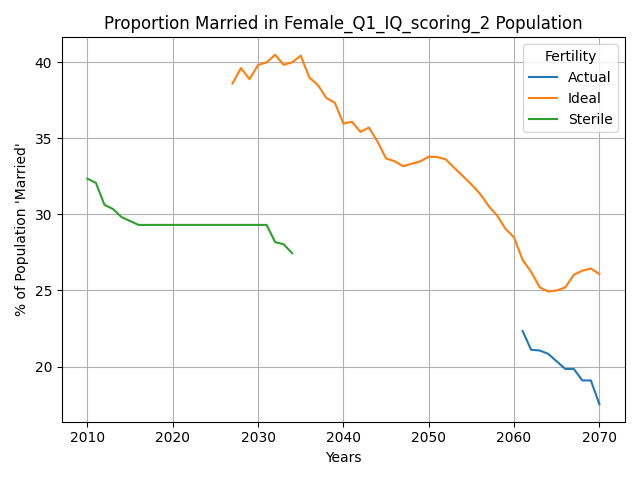 Proportion Married in Female_Q1_IQ_scoring_2 Population
% of Population 'Married'
40
35
30
25
20
2010
2020
2030
2040
2050
2060
2070
Years
Fertility
Actual
Ideal
Sterile